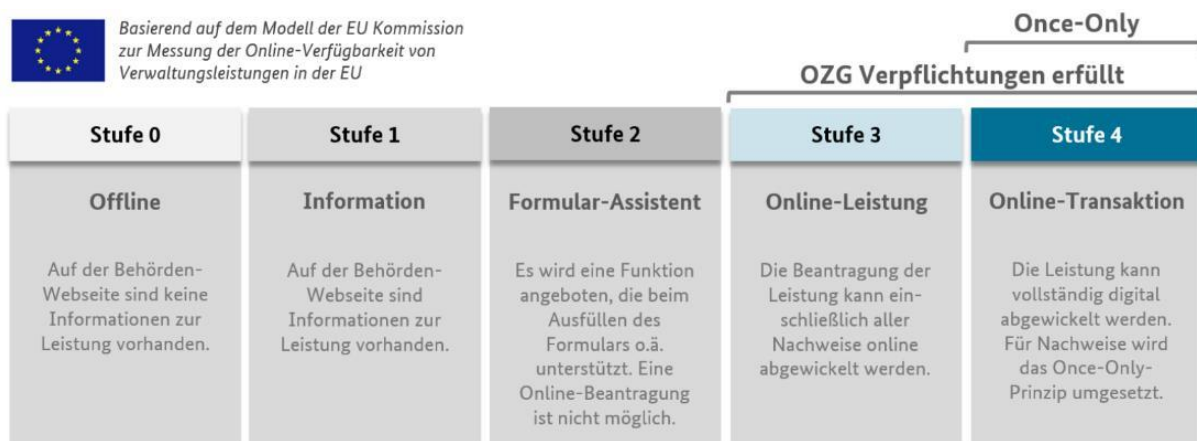 Basierend auf dem Modell der EU Kommission
zur Messung der Online-Verfügbarkeit von
Verwaltungsleistungen in der EU
Once-Only
OZG Verpflichtungen erfüllt
Stufe 0
Offline
Auf der Behörden-
Webseite sind keine
Informationen zur
Leistung vorhanden.
Stufe 1
Information
Auf der Behörden-
Webseite sind
Informationen zur
Leistung vorhanden.
Stufe 2
Formular-Assistent
Es wird eine Funktion
angeboten, die beim
Ausfüllen des
Formulars o.ä.
unterstützt. Eine
Online-Beantragung
ist nicht möglich.
Stufe 3
Online-Leistung
Die Beantragung der
Leistung kann ein-
schließlich aller
Nachweise online
abgewickelt werden.
Stufe 4
Online-Transaktion
Die Leistung kann
vollständig digital
abgewickelt werden.
Für Nachweise wird
das Once-Only-
Prinzip umgesetzt.